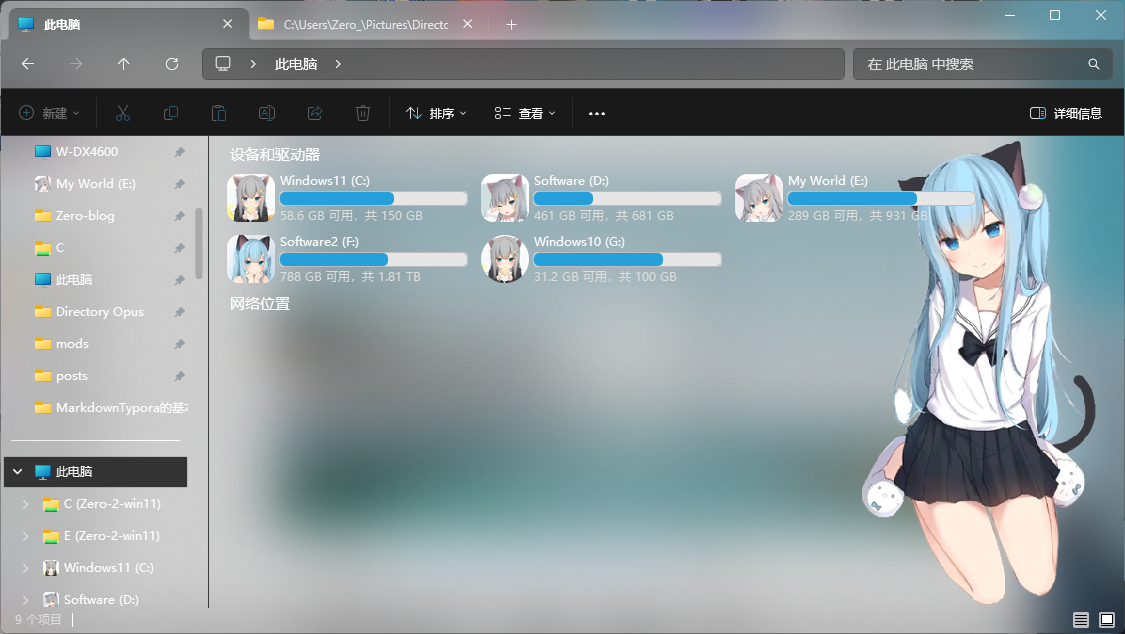 此电脑
C:\Users\Zero_\Pictures\Directc
此电脑
在 此电脑 中搜索
新建
排序
查看
详细信息
W-DX4600
My World (E:)
Zero-blog
C
此电脑
Directory Opus
mods
posts
MarkdownTypora的基
此电脑
C (Zero-2-win11)
E (Zero-2-win11)
Windows11 (C:)
Software (D:)
设备和驱动器
Windows11 (C:)
58.6 GB 可用，共 150 GB
Software (D:)
461 GB 可用，共 681 GB
My World (E:)
289 GB 可用，共 931 GB
Software2 (F:)
788 GB 可用，共 1.81 TB
Windows10 (G:)
31.2 GB 可用，共 100 GB
网络位置
9 个项目